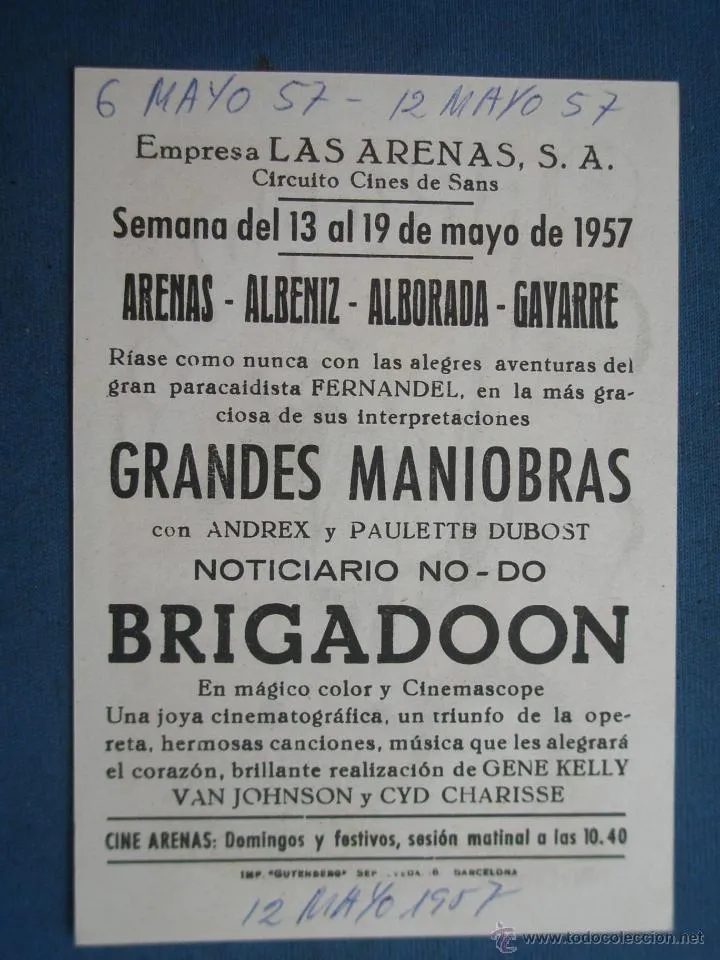 6 MAYO 57 - 12 MAYO 57
Empresa LAS ARENAS, S. A.
Circuito Cines de Sans
Semana del 13 al 19 de mayo de 1957
ARENAS - ALBENIZ - ALBORADA - GAYARRE
Ríase como nunca con las alegres aventuras del
gran paracaidista FERNANDEL, en la más gra-
ciosa de sus interpretaciones
GRANDES MANIOBRAS
con ANDREX y PAULETTE DUBOST
NOTICIARIO NO-DO
BRIGADOON
En mágico color y Cinemascope
Una joya cinematográfica, un triunfo de la ope-
reta, hermosas canciones, música que les alegrará
el corazón, brillante realización de GENE KELLY
VAN JOHNSON y CYD CHARISSE
CINE ARENAS: Domingos y festivos, sesión matinal a las 10.40
IMP. "GUTENBERG" BARCELONA
12 MAYO 1957
www.todocoleccion.net